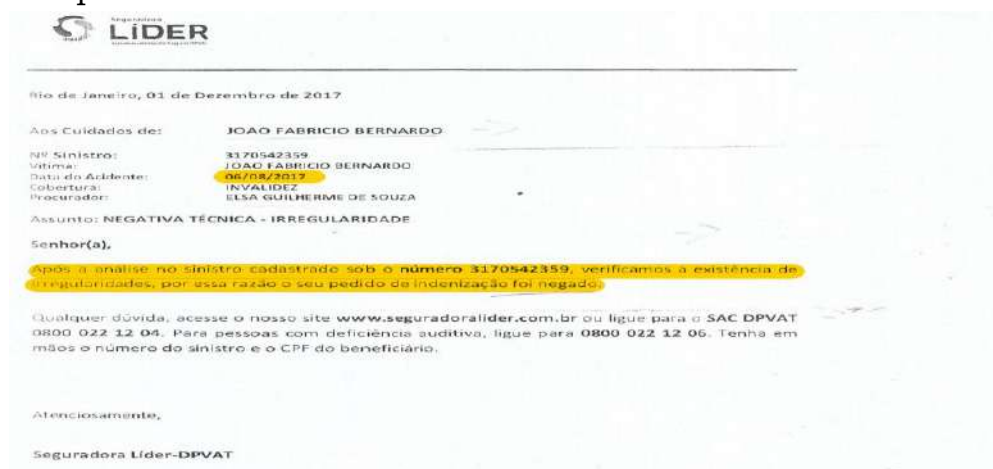 Seguradora
LÍDER
Rio de Janeiro, 01 de Dezembro de 2017
Aos Cuidados de: JOAO FABRICIO BERNARDO
Nº Sinistro: 3170542359
Vitima: JOAO FABRICIO BERNARDO
Data do Acidente: 06/08/2017
Cobertura: INVALIDEZ
Procurador: ELSA GUILHERME DE SOUZA
Assunto: NEGATIVA TÉCNICA - IRREGULARIDADE
Senhor(a),
Após a análise no sinistro cadastrado sob o número 3170542359, verificamos a existência de
irregularidades, por essa razão o seu pedido de indenização foi negado.
Qualquer dúvida, acesse o nosso site www.seguradoralider.com.br ou ligue para o SAC DPVAT
0800 022 12 04. Para pessoas com deficiência auditiva, ligue para 0800 022 12 06. Tenha em
mãos o número do sinistro e o CPF do beneficiário.
Atenciosamente,
Seguradora Líder-DPVAT